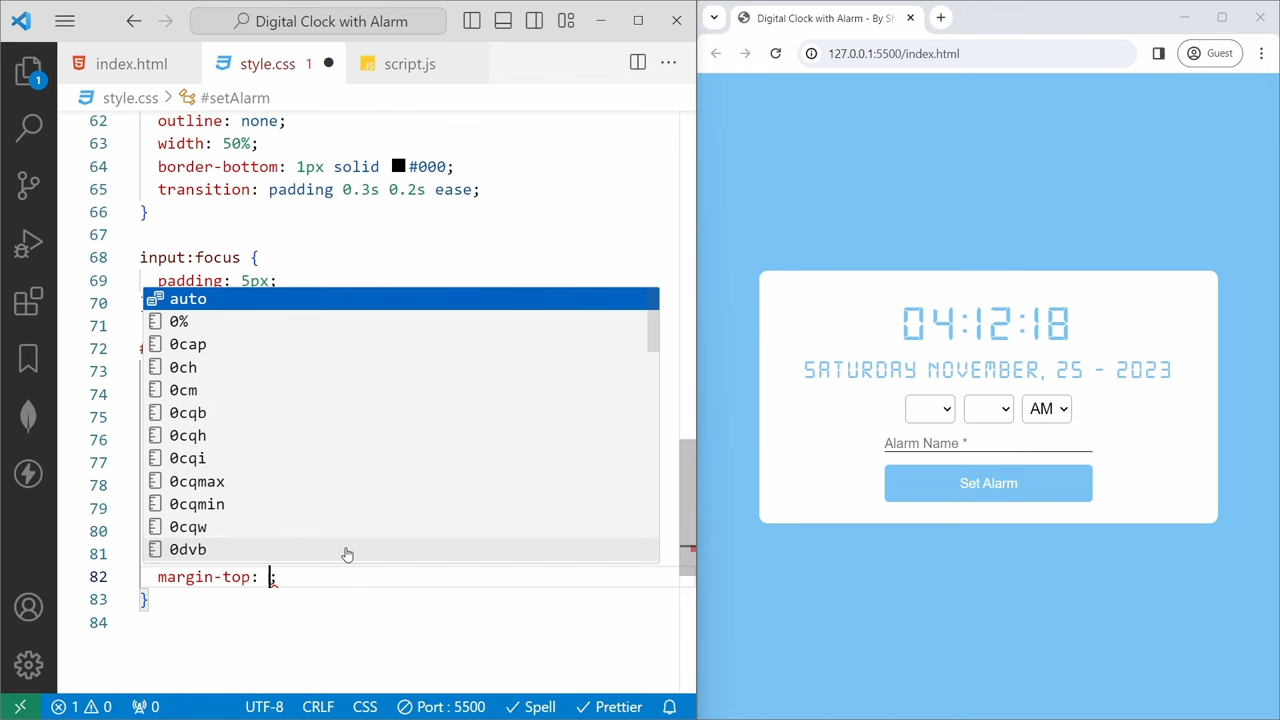 Digital Clock with Alarm
index.html
style.css 1
script.js
style.css > #setAlarm
62 outline: none;
63 width: 50%;
64 border-bottom: 1px solid #000;
65 transition: padding 0.3s 0.2s ease;
66 }
67
68 input:focus {
69 padding: 5px;
70
71
72
73
74
75
76
77
78
79
80
81
auto
0%
0cap
0ch
0cm
0cqb
0cqh
0cqi
0cqmax
0cqmin
0cqw
0dvb
82 margin-top: ;
83 }
84
1
1 0 0 UTF-8 CRLF CSS Port : 5500 Spell Prettier
Digital Clock with Alarm - By Sh
127.0.0.1:5500/index.html
Guest
04:12:18
SATURDAY NOVEMBER, 25 - 2023
AM
Alarm Name *
Set Alarm